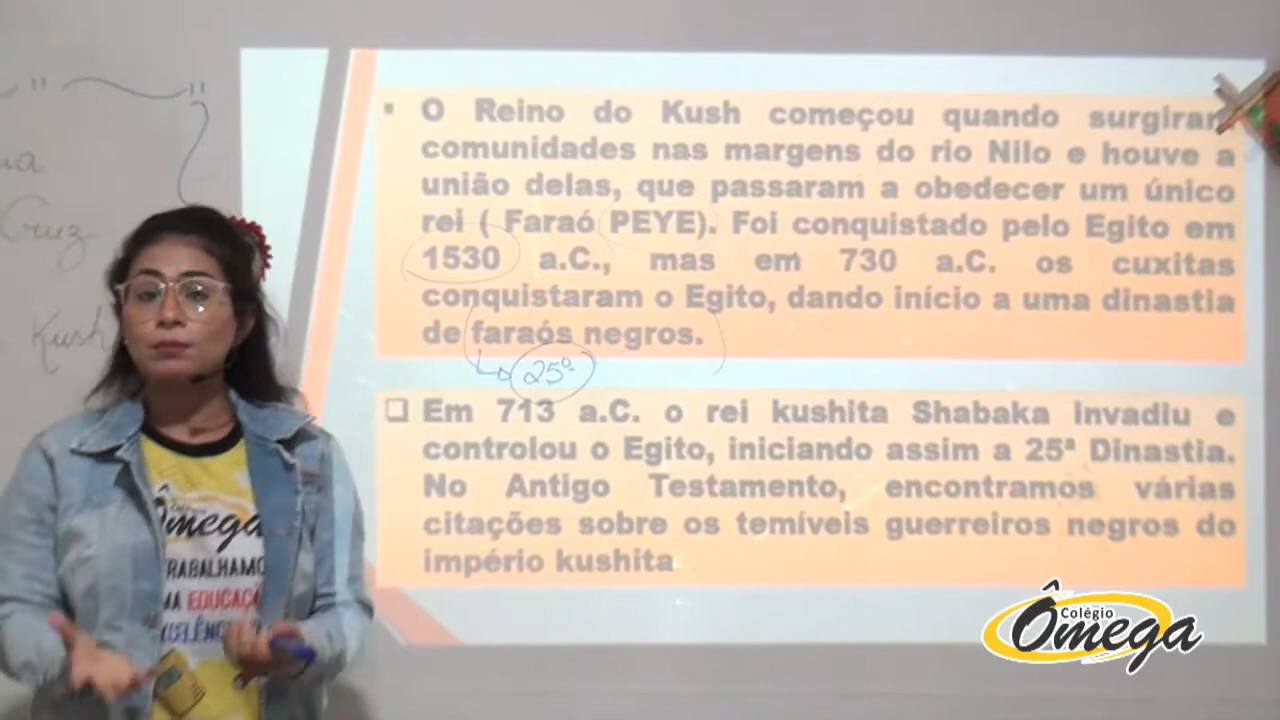 O Reino do Kush começou quando surgiram
comunidades nas margens do rio Nilo e houve a
união delas, que passaram a obedecer um único
rei ( Faraó PEYE). Foi conquistado pelo Egito em
1530 a.C., mas em 730 a.C. os cuxitas
conquistaram o Egito, dando início a uma dinastia
de faraós negros.
25ª
Em 713 a.C. o rei kushita Shabaka invadiu e
controlou o Egito, iniciando assim a 25ª Dinastia.
No Antigo Testamento, encontramos várias
citações sobre os temíveis guerreiros negros do
império kushita
Cruz
Kush
Ômega
EDUCAÇ
Colégio
Ômega